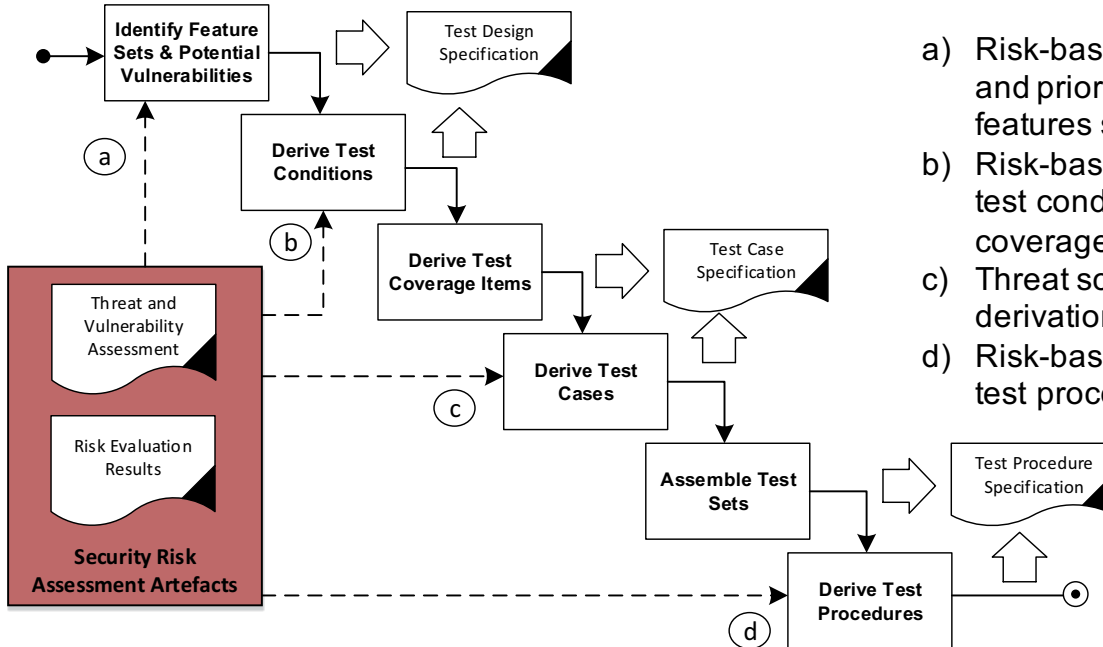 Identify Feature
Sets & Potential
Vulnerabilities
Test Design
Specification
a
Derive Test
Conditions
b
Derive Test
Coverage Items
Test Case
Specification
Threat and
Vulnerability
Assessment
Derive Test
Cases
c
Risk Evaluation
Results
Assemble Test
Sets
Test Procedure
Specification
Security Risk
Assessment Artefacts
Derive Test
Procedures
d
a) Risk-bas
and prior
features s
b) Risk-bas
test cond
coverage
c) Threat sc
derivation
d) Risk-bas
test proce